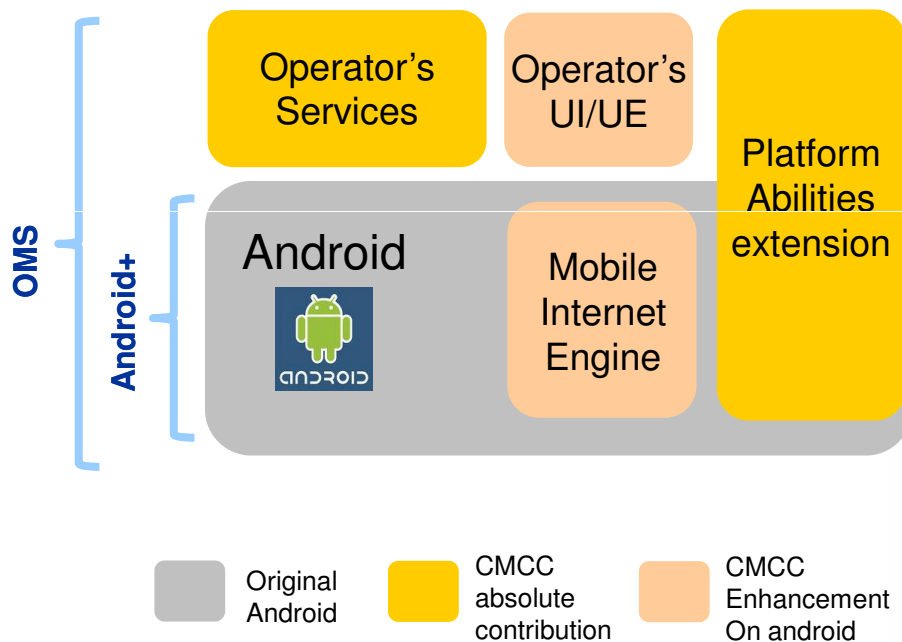 Operator's
Services
Operator's
UI/UE
Platform
Abilities
extension
OMS
Android+
Android
ANDROID
Mobile
Internet
Engine
Original
Android
CMCC
absolute
contribution
CMCC
Enhancement
On android